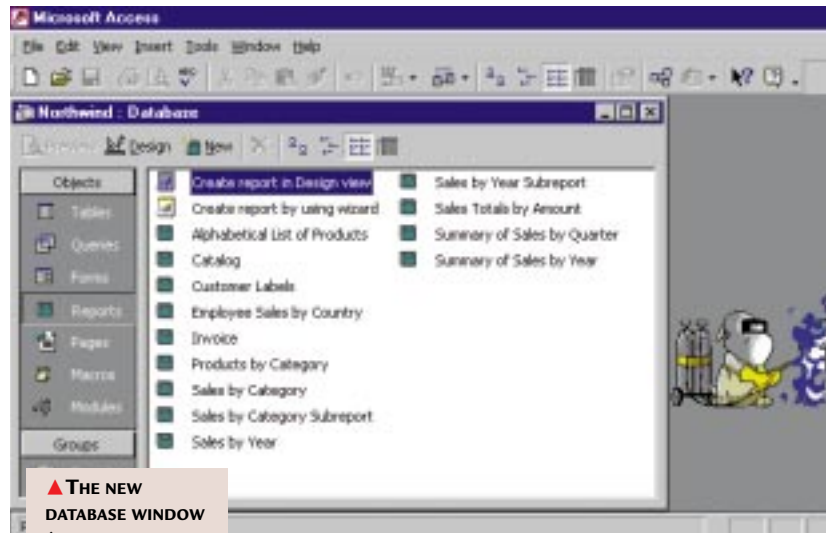 Microsoft Access
File Edit View Insert Tools Window Help
Northwind : Database
Preview Design New
Objects
Tables
Queries
Forms
Reports
Pages
Macros
Modules
Groups
Create report in Design view
Create report by using wizard
Alphabetical List of Products
Catalog
Customer Labels
Employee Sales by Country
Invoice
Products by Category
Sales by Category
Sales by Category Subreport
Sales by Year
Sales by Year Subreport
Sales Totals by Amount
Summary of Sales by Quarter
Summary of Sales by Year
▲THE NEW
DATABASE WINDOW